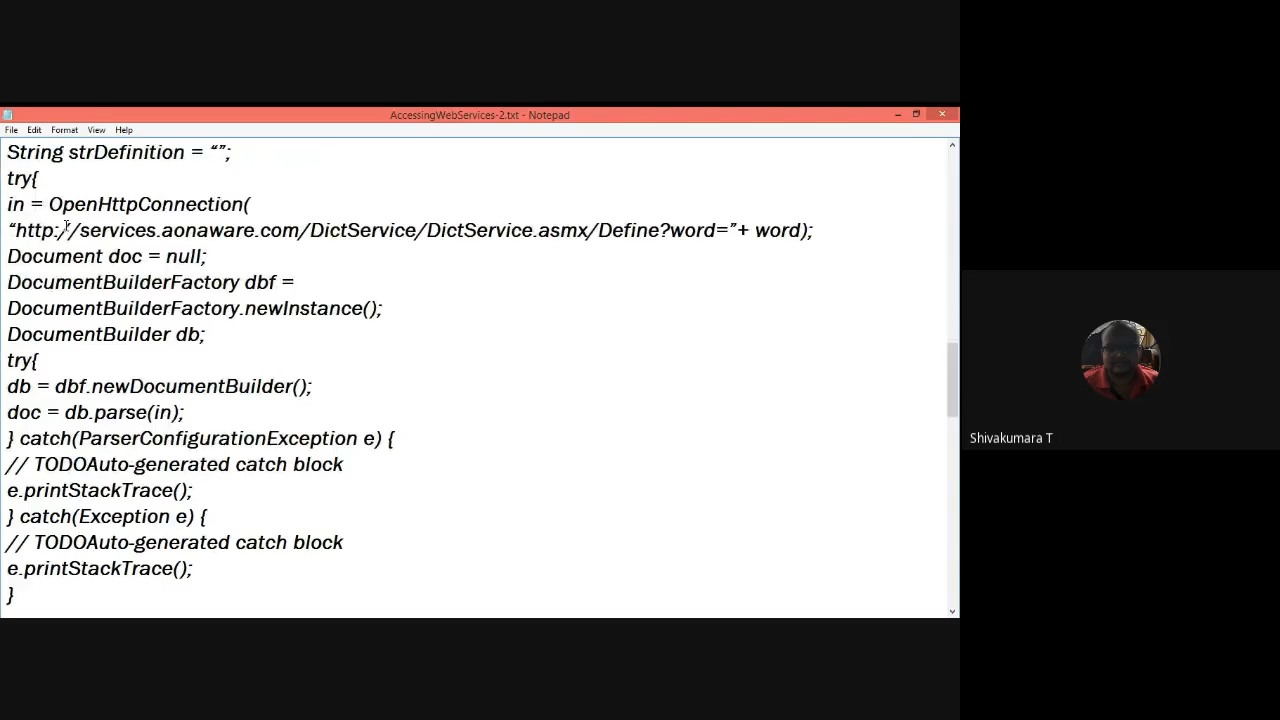 AccessingWebServices-2.txt - Notepad
File Edit Format View Help
String strDefinition = “”;
try{
in = OpenHttpConnection(
“http://services.aonaware.com/DictService/DictService.asmx/Define?word=”+ word);
Document doc = null;
DocumentBuilderFactory dbf =
DocumentBuilderFactory.newInstance();
DocumentBuilder db;
try{
db = dbf.newDocumentBuilder();
doc = db.parse(in);
} catch(ParserConfigurationException e) {
// TODOAuto-generated catch block
e.printStackTrace();
} catch(Exception e) {
// TODOAuto-generated catch block
e.printStackTrace();
}
Shivakumara T